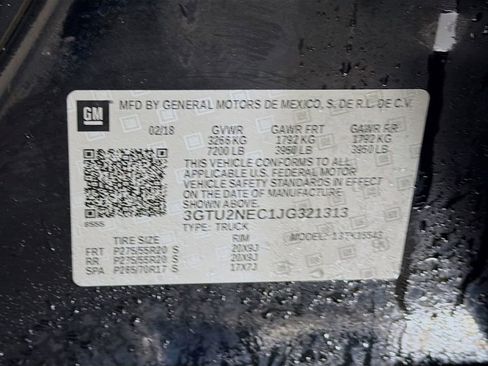 GM
MFD BY GENERAL MOTORS DE MEXICO, S. DE R.L. DE C.V.
02/18 GVWR GAWR FRT GAWR RR
3266 KG 1792 KG 1792 KG
7200 LB 3950 LB 3950 LB
THIS VEHICLE CONFORMS TO ALL
APPLICABLE U.S. FEDERAL MOTOR
VEHICLE SAFETY STANDARDS IN EFFECT
ON THE DATE OF MANUFACTURE
SHOWN ABOVE.
3GTU2NEC1JG321313
TYPE: TRUCK MODEL:
TIRE SIZE RIM
FRT P275/55R20 S 20X9J
RR P275/55R20 S 20X9J
SPA P265/70R17 S 17X7J